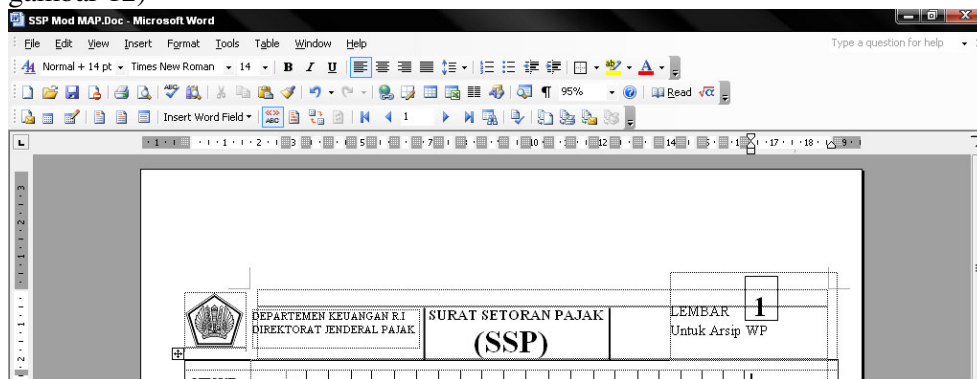 gambar 12)
SSP Mod MAP.Doc - Microsoft Word
File Edit View Insert Format Tools Table Window Help
Type a question for help
Normal + 14 pt Times New Roman 14 B I U
95% Read
Insert Word Field 1
DEPARTEMEN KEUANGAN R.I
DIREKTORAT JENDERAL PAJAK
SURAT SETORAN PAJAK
(SSP)
LEMBAR 1
Untuk Arsip WP